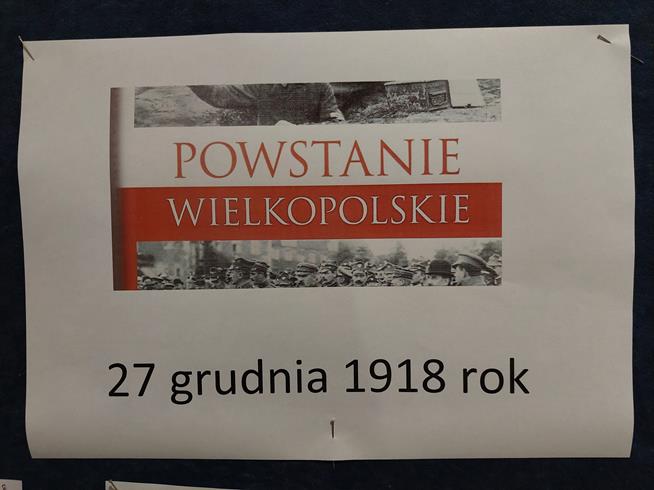 POWSTANIE
WIELKOPOLSKIE
27 grudnia 1918 rok